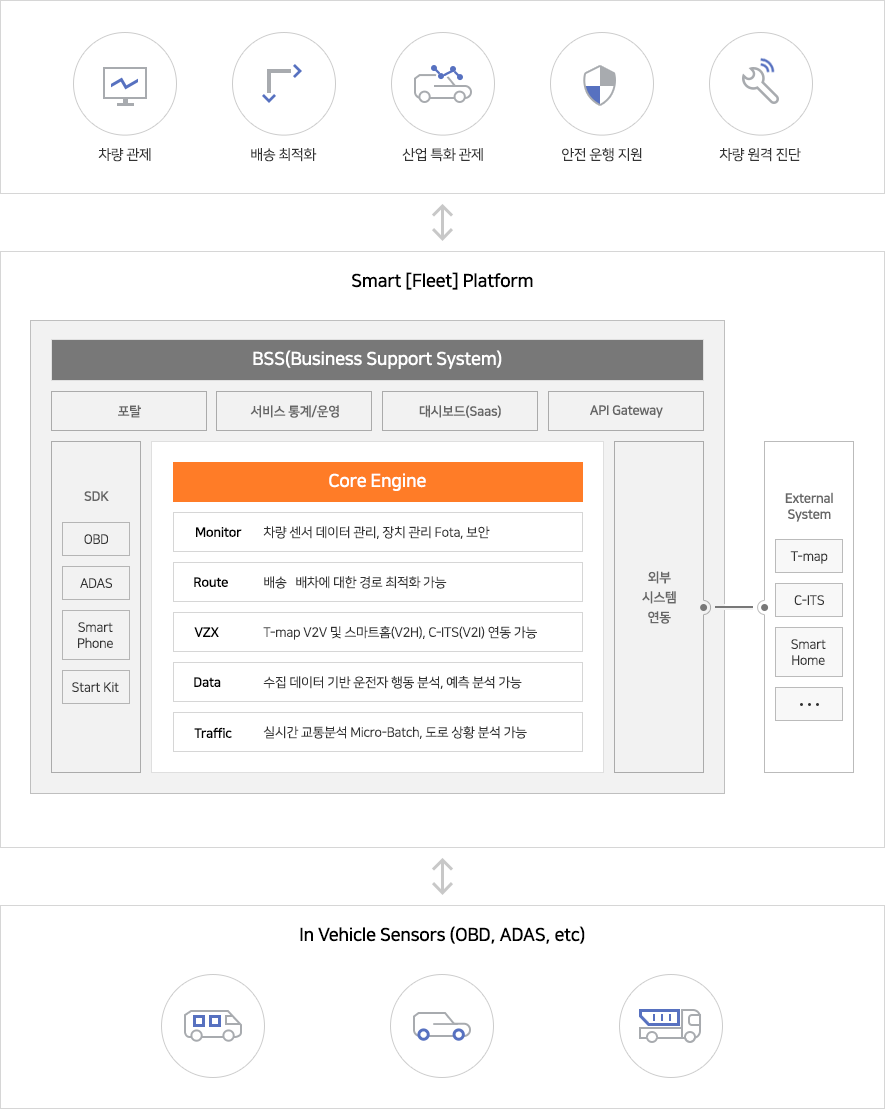 차량 관제
배송 최적화
산업 특화 관제
안전 운행 지원
차량 원격 진단
Smart [Fleet] Platform
BSS(Business Support System)
포탈
서비스 통계/운영
대시보드(Saas)
API Gateway
SDK
OBD
ADAS
Smart
Phone
Start Kit
Core Engine
Monitor 차량 센서 데이터 관리, 장치 관리 Fota, 보안
Route 배송 배차에 대한 경로 최적화 가능
VZX T-map V2V 및 스마트홈(V2H), C-ITS(V2I) 연동 가능
Data 수집 데이터 기반 운전자 행동 분석, 예측 분석 가능
Traffic 실시간 교통분석 Micro-Batch, 도로 상황 분석 가능
외부
시스템
연동
External
System
T-map
C-ITS
Smart
Home
...
In Vehicle Sensors (OBD, ADAS, etc)